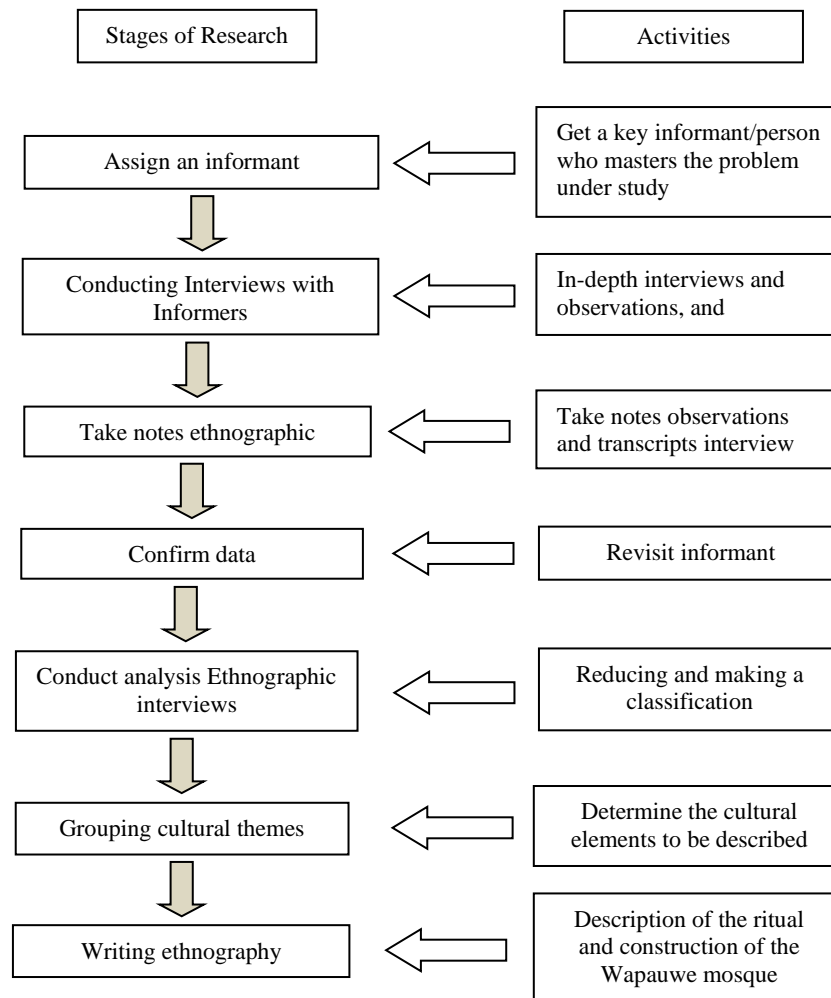 Stages of Research
Activities
Assign an informant
Get a key informant/person
who masters the problem
under study
Conducting Interviews with
Informers
In-depth interviews and
observations, and
Take notes ethnographic
Take notes observations
and transcripts interview
Confirm data
Revisit informant
Conduct analysis Ethnographic
interviews
Reducing and making a
classification
Grouping cultural themes
Determine the cultural
elements to be described
Writing ethnography
Description of the ritual
and construction of the
Wapauwe mosque